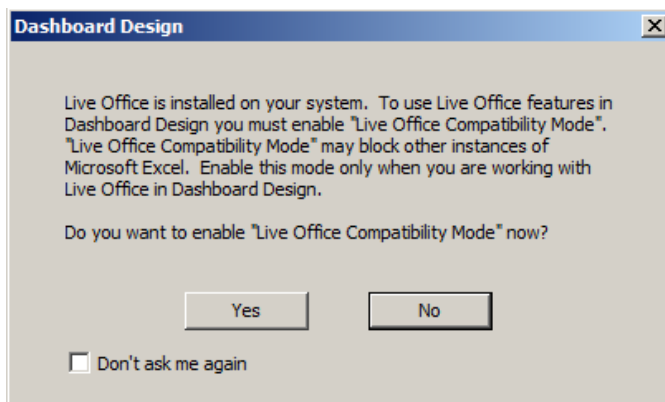 Dashboard Design
Live Office is installed on your system. To use Live Office features in
Dashboard Design you must enable "Live Office Compatibility Mode".
"Live Office Compatibility Mode" may block other instances of
Microsoft Excel. Enable this mode only when you are working with
Live Office in Dashboard Design.
Do you want to enable "Live Office Compatibility Mode" now?
Yes
No
Don't ask me again